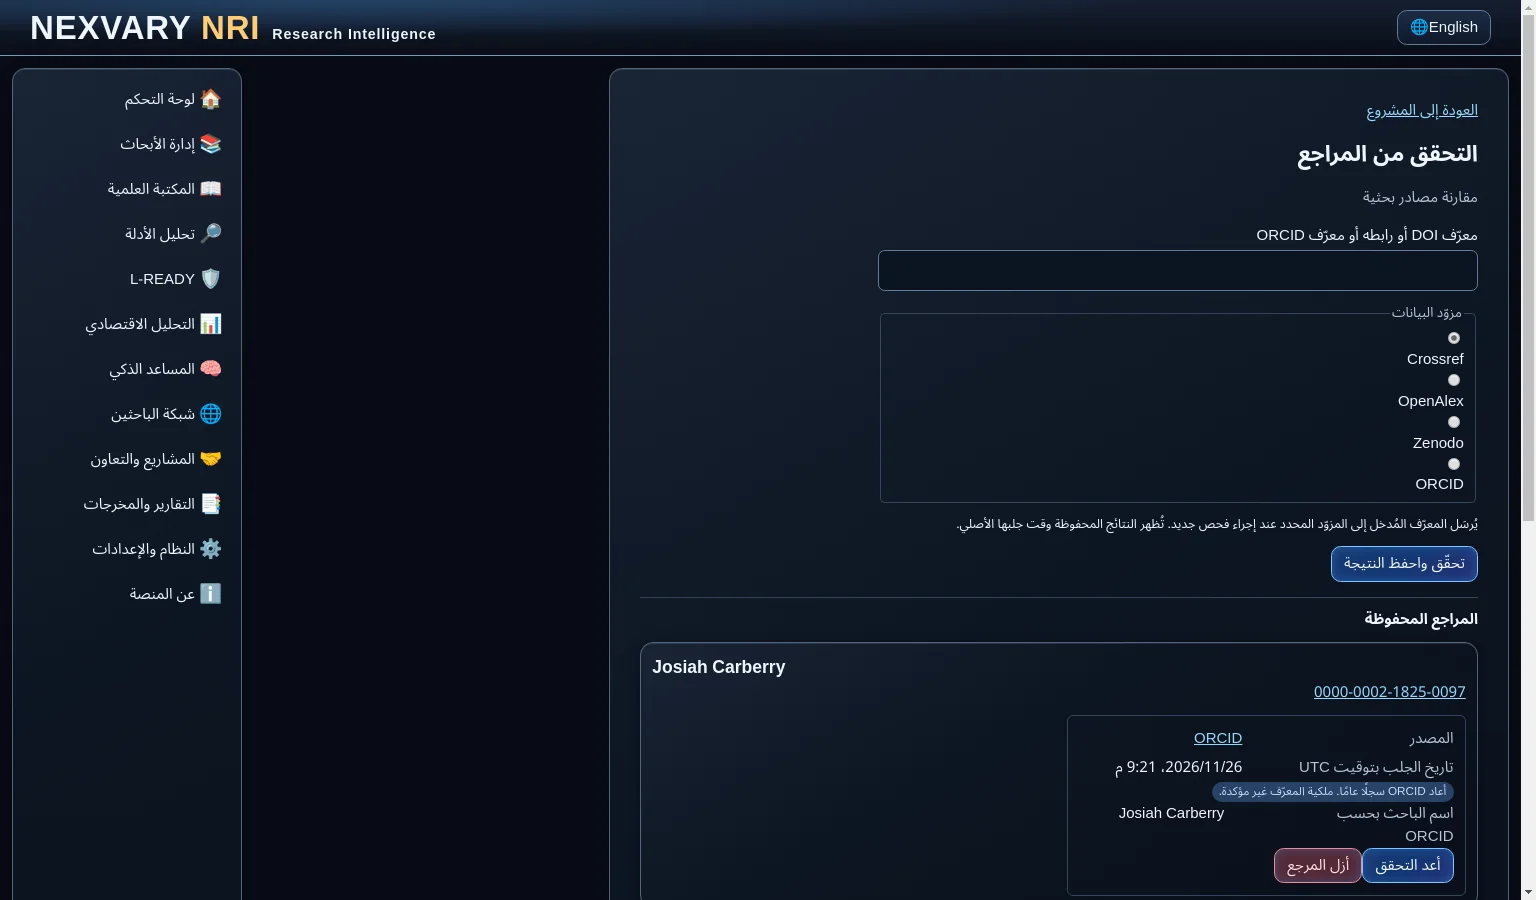 NEXVARY NRI Research Intelligence
English
لوحة التحكم
إدارة الأبحاث
المكتبة العلمية
تحليل الأدلة
L-READY
التحليل الاقتصادي
المساعد الذكي
شبكة الباحثين
المشاريع والتعاون
التقارير والمخرجات
النظام والإعدادات
عن المنصة
العودة إلى المشروع
التحقق من المراجع
مقارنة مصادر بحثية
معرّف DOI أو رابطه أو معرّف ORCID
مزوّد البيانات
Crossref
OpenAlex
Zenodo
ORCID
يُرسَل المعرّف المُدخل إلى المزوّد المحدد عند إجراء فحص جديد. تُظهر النتائج المحفوظة وقت جلبها الأصلي.
تحقّق واحفظ النتيجة
المراجع المحفوظة
Josiah Carberry
0000-0002-1825-0097
المصدر ORCID
تاريخ الجلب بتوقيت UTC 26‏/11‏/2026، 9:21 م
أعاد ORCID سجلًا عامًا. ملكية المعرّف غير مؤكدة.
اسم الباحث بحسب Josiah Carberry
ORCID
أعد التحقق
أزل المرجع